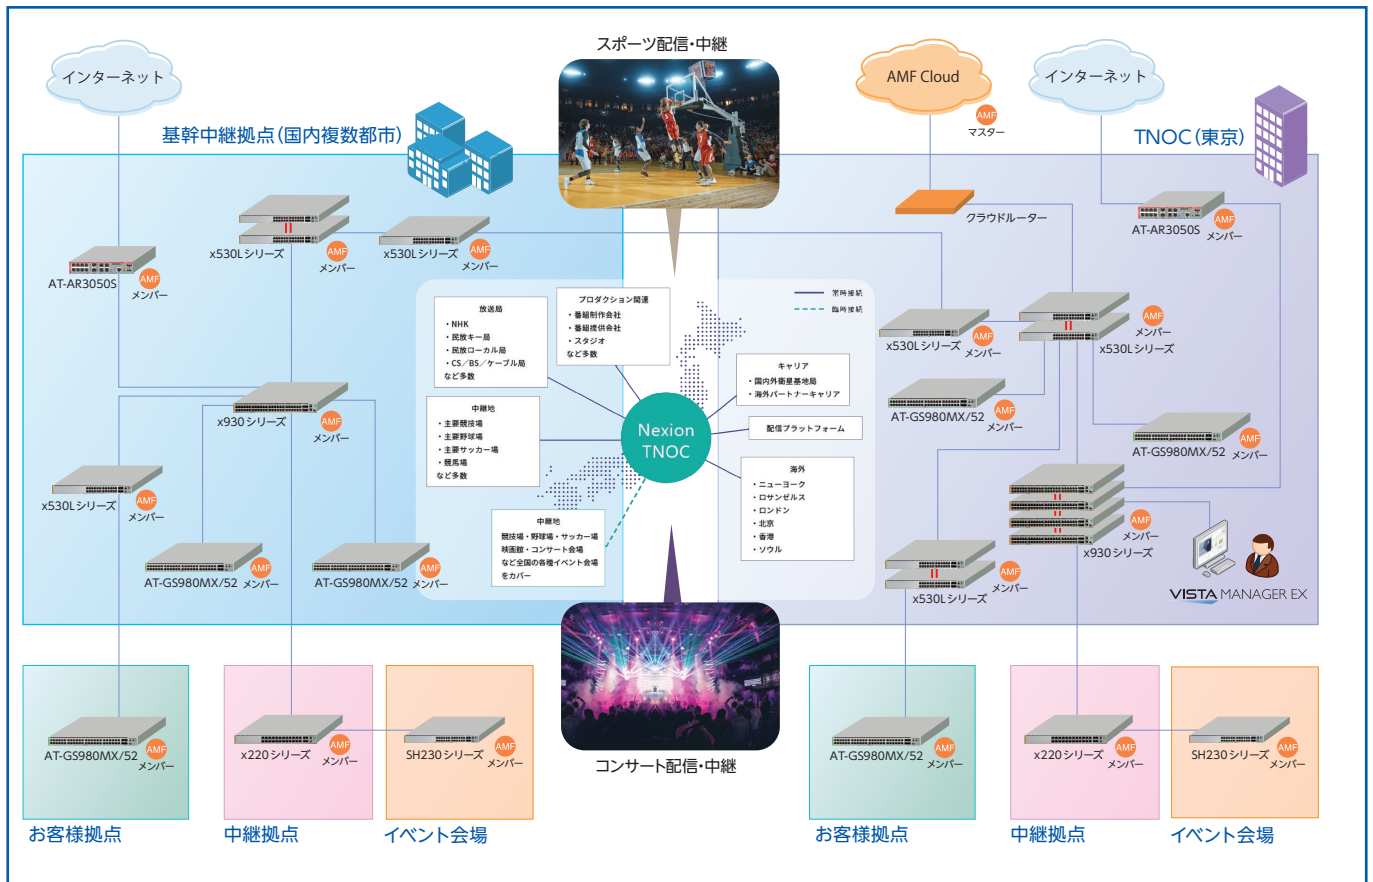 スポーツ配信・中継
インターネット
AMF Cloud
インターネット
AMF
マスター
基幹中継拠点(国内複数都市)
TNOC(東京)
クラウドルーター
AT-AR3050S
AMF
メンバー
x530Lシリーズ
AMF
メンバー
x530Lシリーズ
AMF
メンバー
AT-AR3050S
AMF
メンバー
放送局
・NHK
・民放キー局
・民放ローカル局
・CS/BS/ケーブル局
など多数
プロダクション関連
・番組制作会社
・番組提供会社
・スタジオ
など多数
常時接続
臨時接続
キャリア
・国内外衛星基地局
・海外パートナーキャリア
配信プラットフォーム
中継地
・主要競技場
・主要野球場
・主要サッカー場
・競馬場
など多数
Nexion
TNOC
海外
・ニューヨーク
・ロサンゼルス
・ロンドン
・北京
・香港
・ソウル
中継地
競技場・野球場・サッカー場
映画館・コンサート会場
など全国の各種イベント会場
をカバー
x530Lシリーズ
AMF
メンバー
x530Lシリーズ
AMF
メンバー
AT-GS980MX/52
AMF
メンバー
AT-GS980MX/52
AMF
メンバー
x930シリーズ
AMF
メンバー
x530Lシリーズ
AMF
メンバー
AT-GS980MX/52
AMF
メンバー
AT-GS980MX/52
AMF
メンバー
x930シリーズ
AMF
メンバー
x530Lシリーズ
AMF
メンバー
VISTA MANAGER EX
コンサート配信・中継
AT-GS980MX/52
AMF
メンバー
x220シリーズ
AMF
メンバー
SH230シリーズ
AMF
メンバー
AT-GS980MX/52
AMF
メンバー
x220シリーズ
AMF
メンバー
SH230シリーズ
AMF
メンバー
お客様拠点
中継拠点
イベント会場
お客様拠点
中継拠点
イベント会場